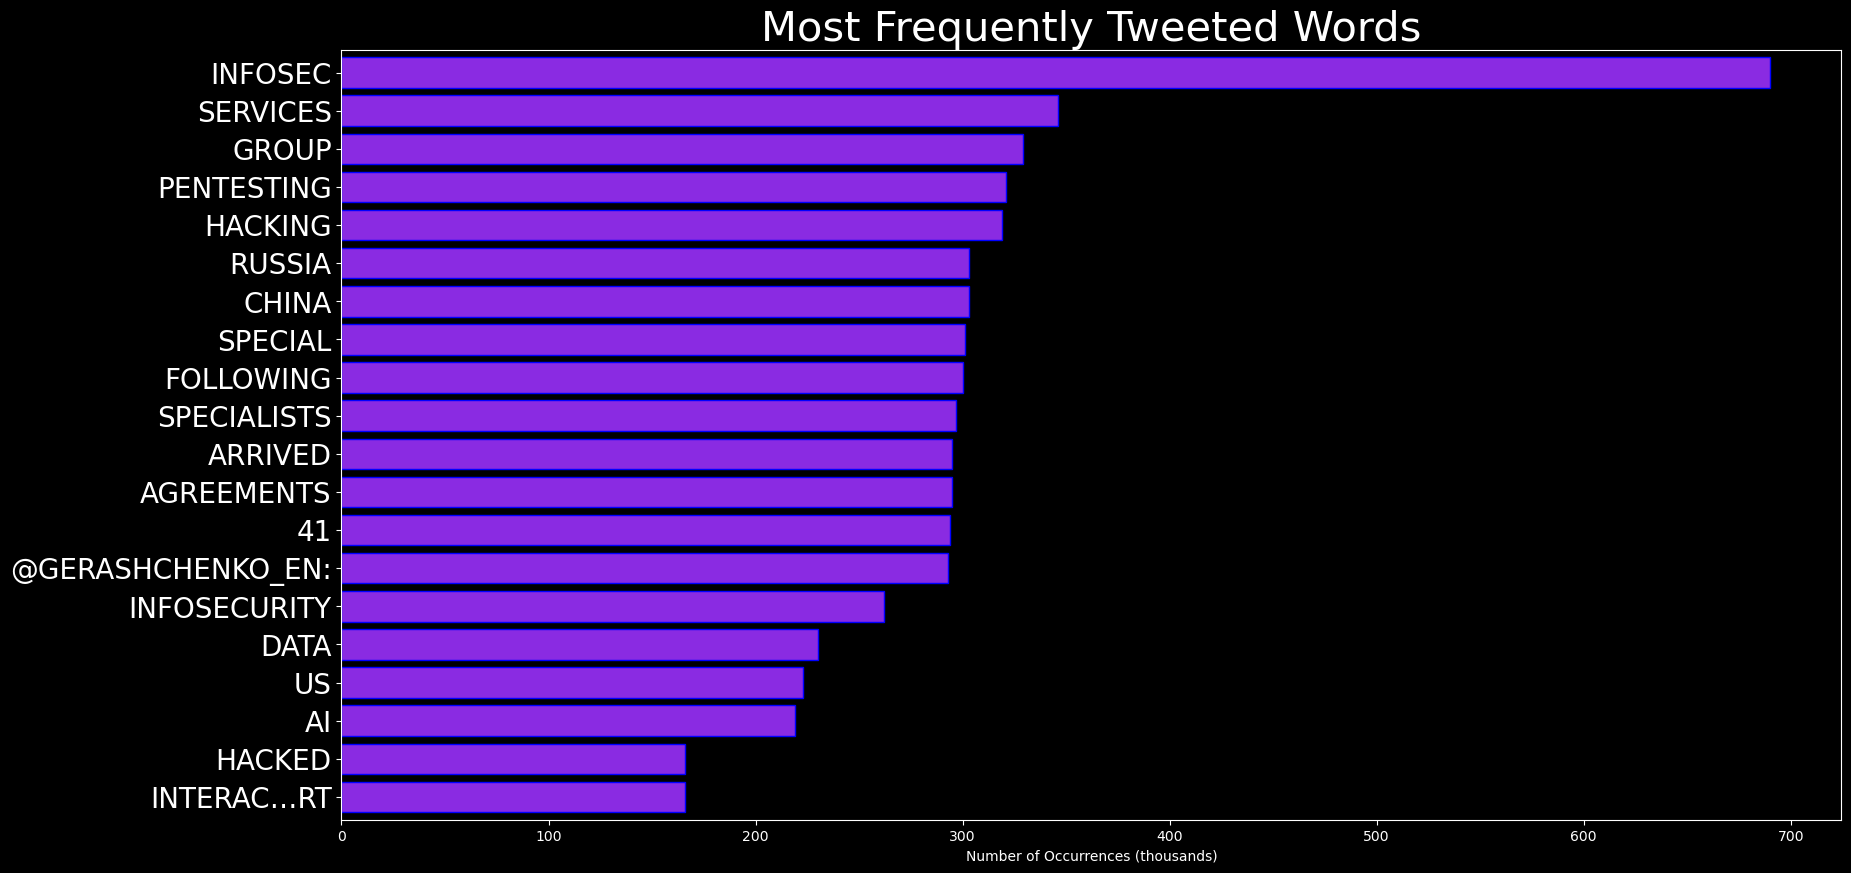 Most Frequently Tweeted Words
INFOSEC
SERVICES
GROUP
PENTESTING
HACKING
RUSSIA
CHINA
SPECIAL
FOLLOWING
SPECIALISTS
ARRIVED
AGREEMENTS
41
@GERASHCHENKO_EN:
INFOSECURITY
DATA
US
AI
HACKED
INTERAC…RT
0 100 200 300 400 500 600 700
Number of Occurrences (thousands)